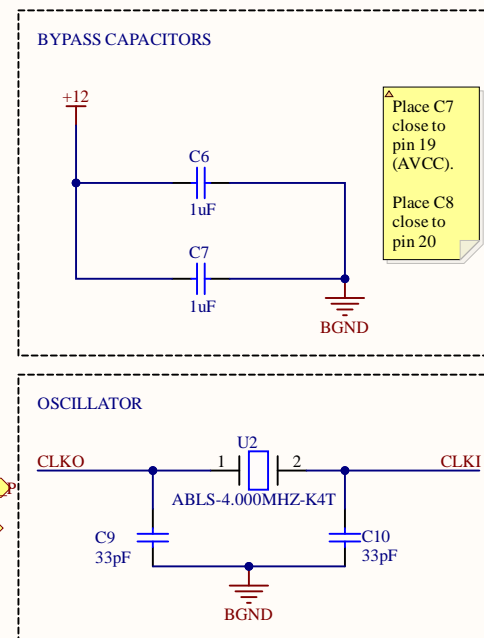 BYPASS CAPACITORS
+12
C6
1uF
C7
1uF
BGND
Place C7
close to
pin 19
(AVCC).
Place C8
close to
pin 20
OSCILLATOR
CLKO
1
U2
2
CLKI
ABLS-4.000MHZ-K4T
C9
33pF
C10
33pF
BGND
P